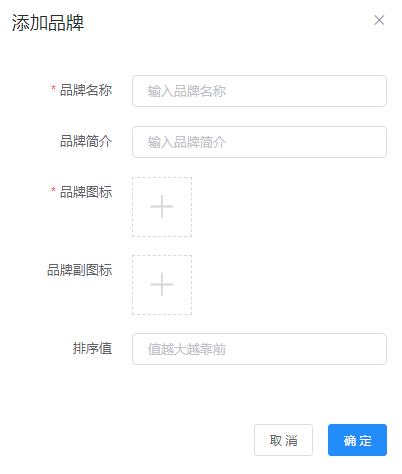 添加品牌
* 品牌名称 输入品牌名称
品牌简介 输入品牌简介
* 品牌图标
品牌副图标
排序值 值越大越靠前
取消 确定